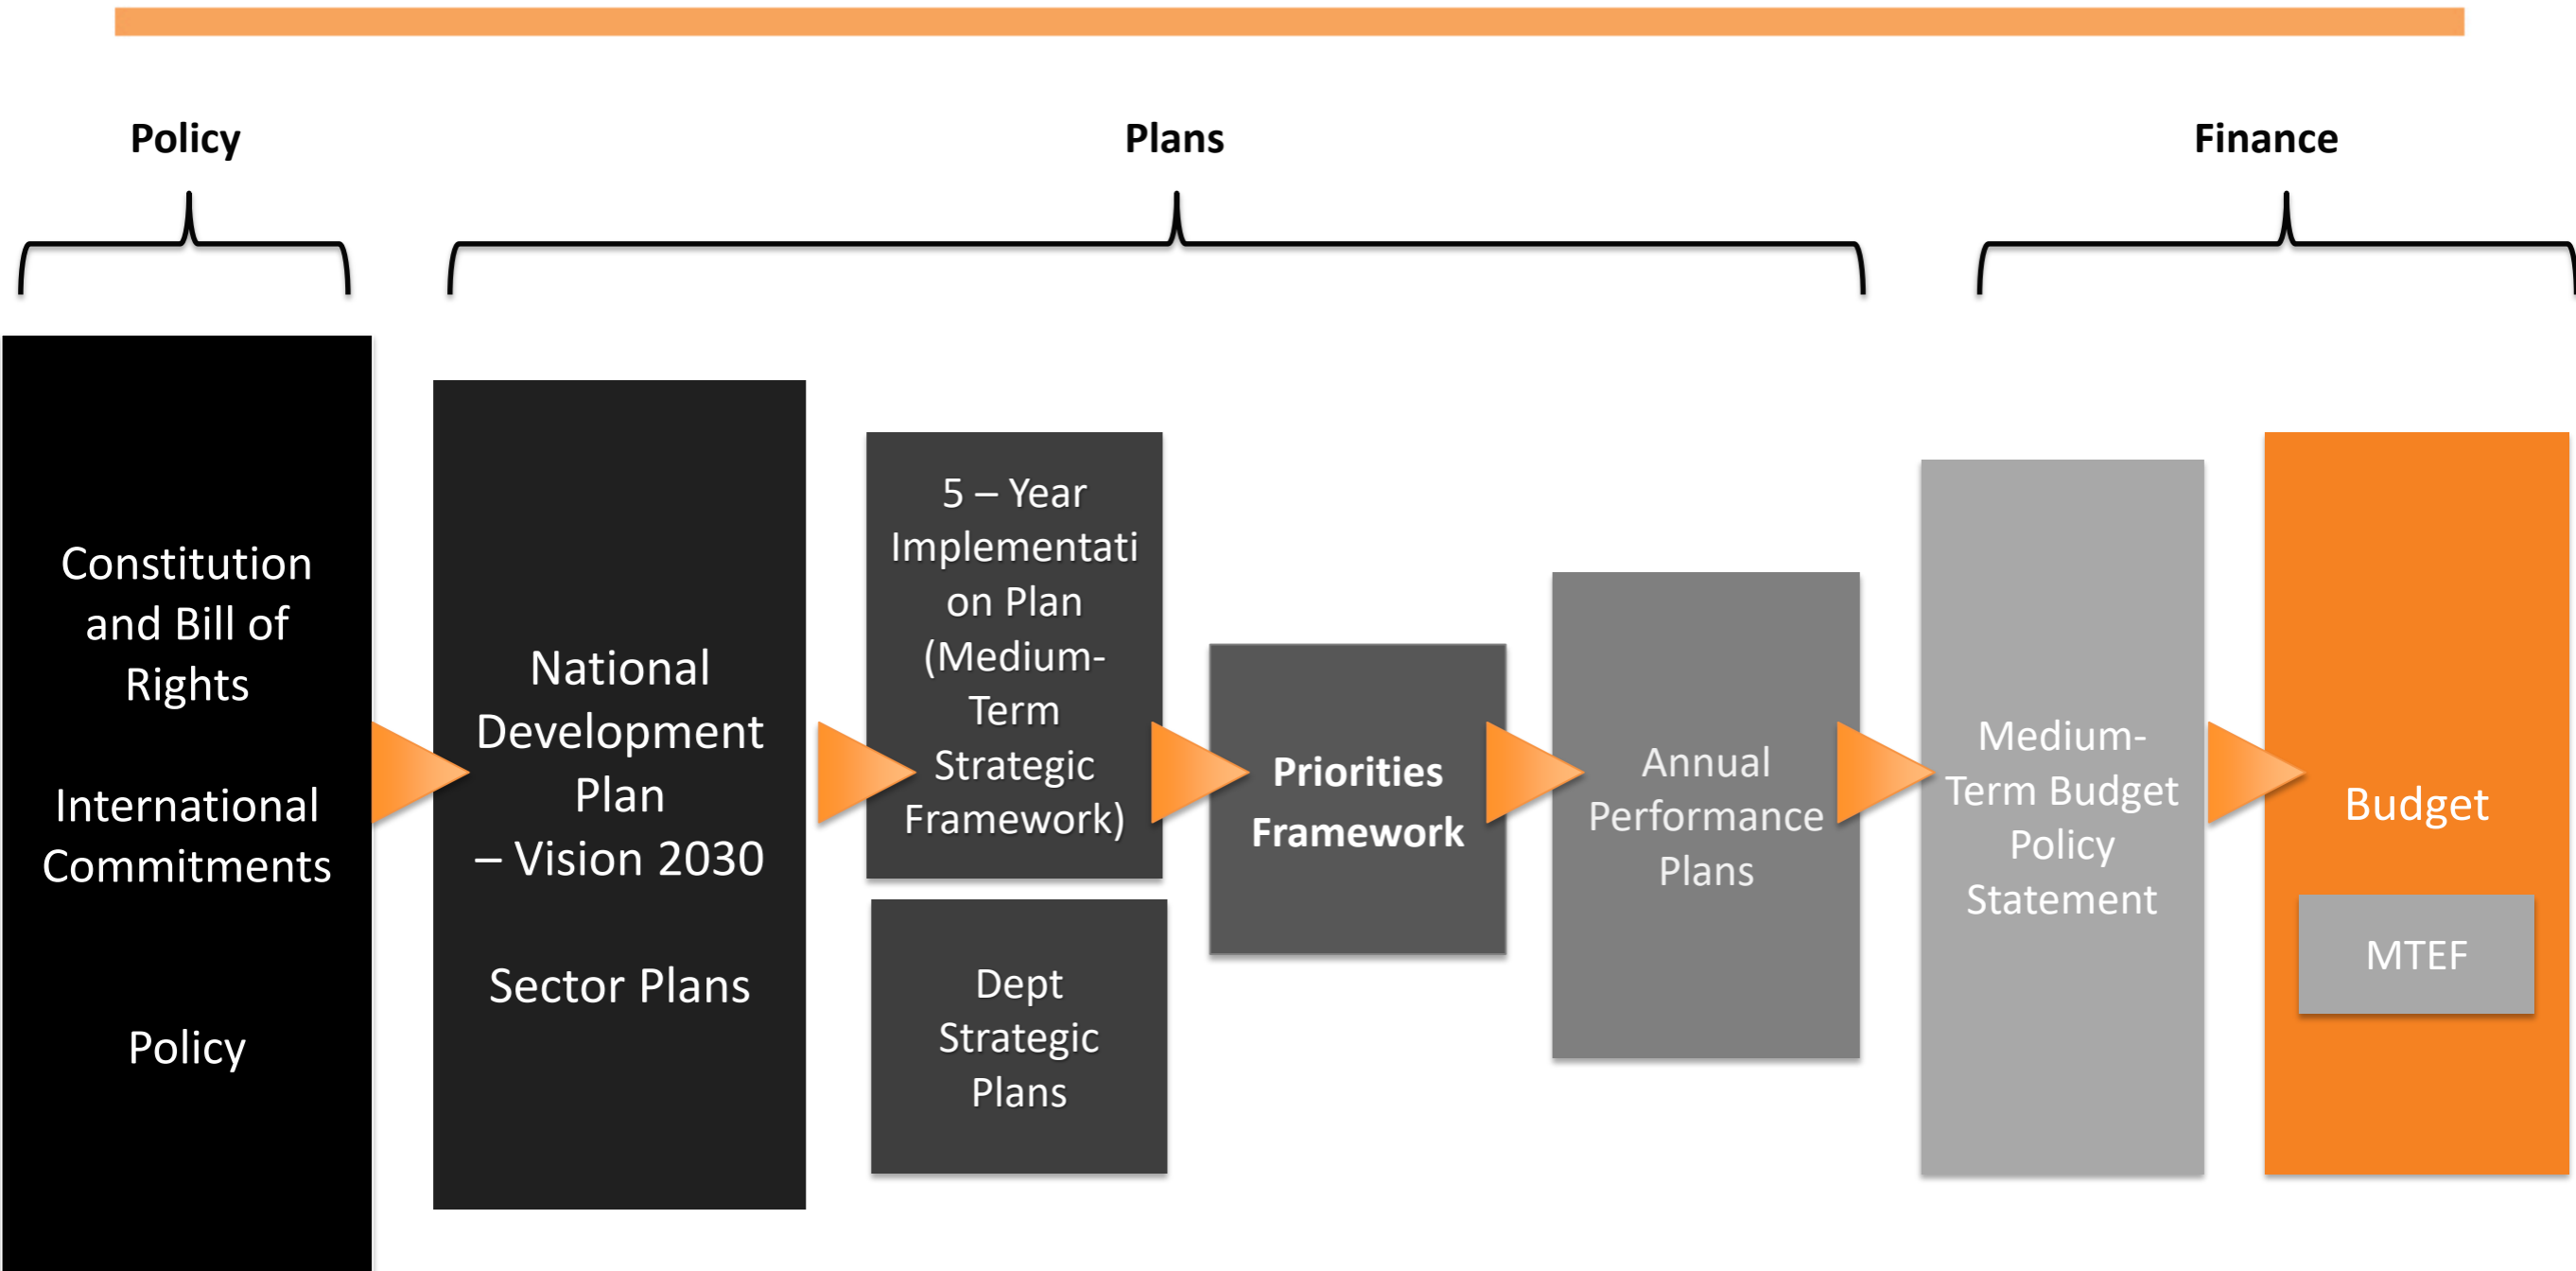 Policy
Plans
Finance
Constitution
and Bill of
Rights
International
Commitments
Policy
National
Development
Plan
– Vision 2030
Sector Plans
5 – Year
Implementati
on Plan
(Medium-
Term
Strategic
Framework)
Dept
Strategic
Plans
Priorities
Framework
Annual
Performance
Plans
Medium-
Term Budget
Policy
Statement
Budget
MTEF